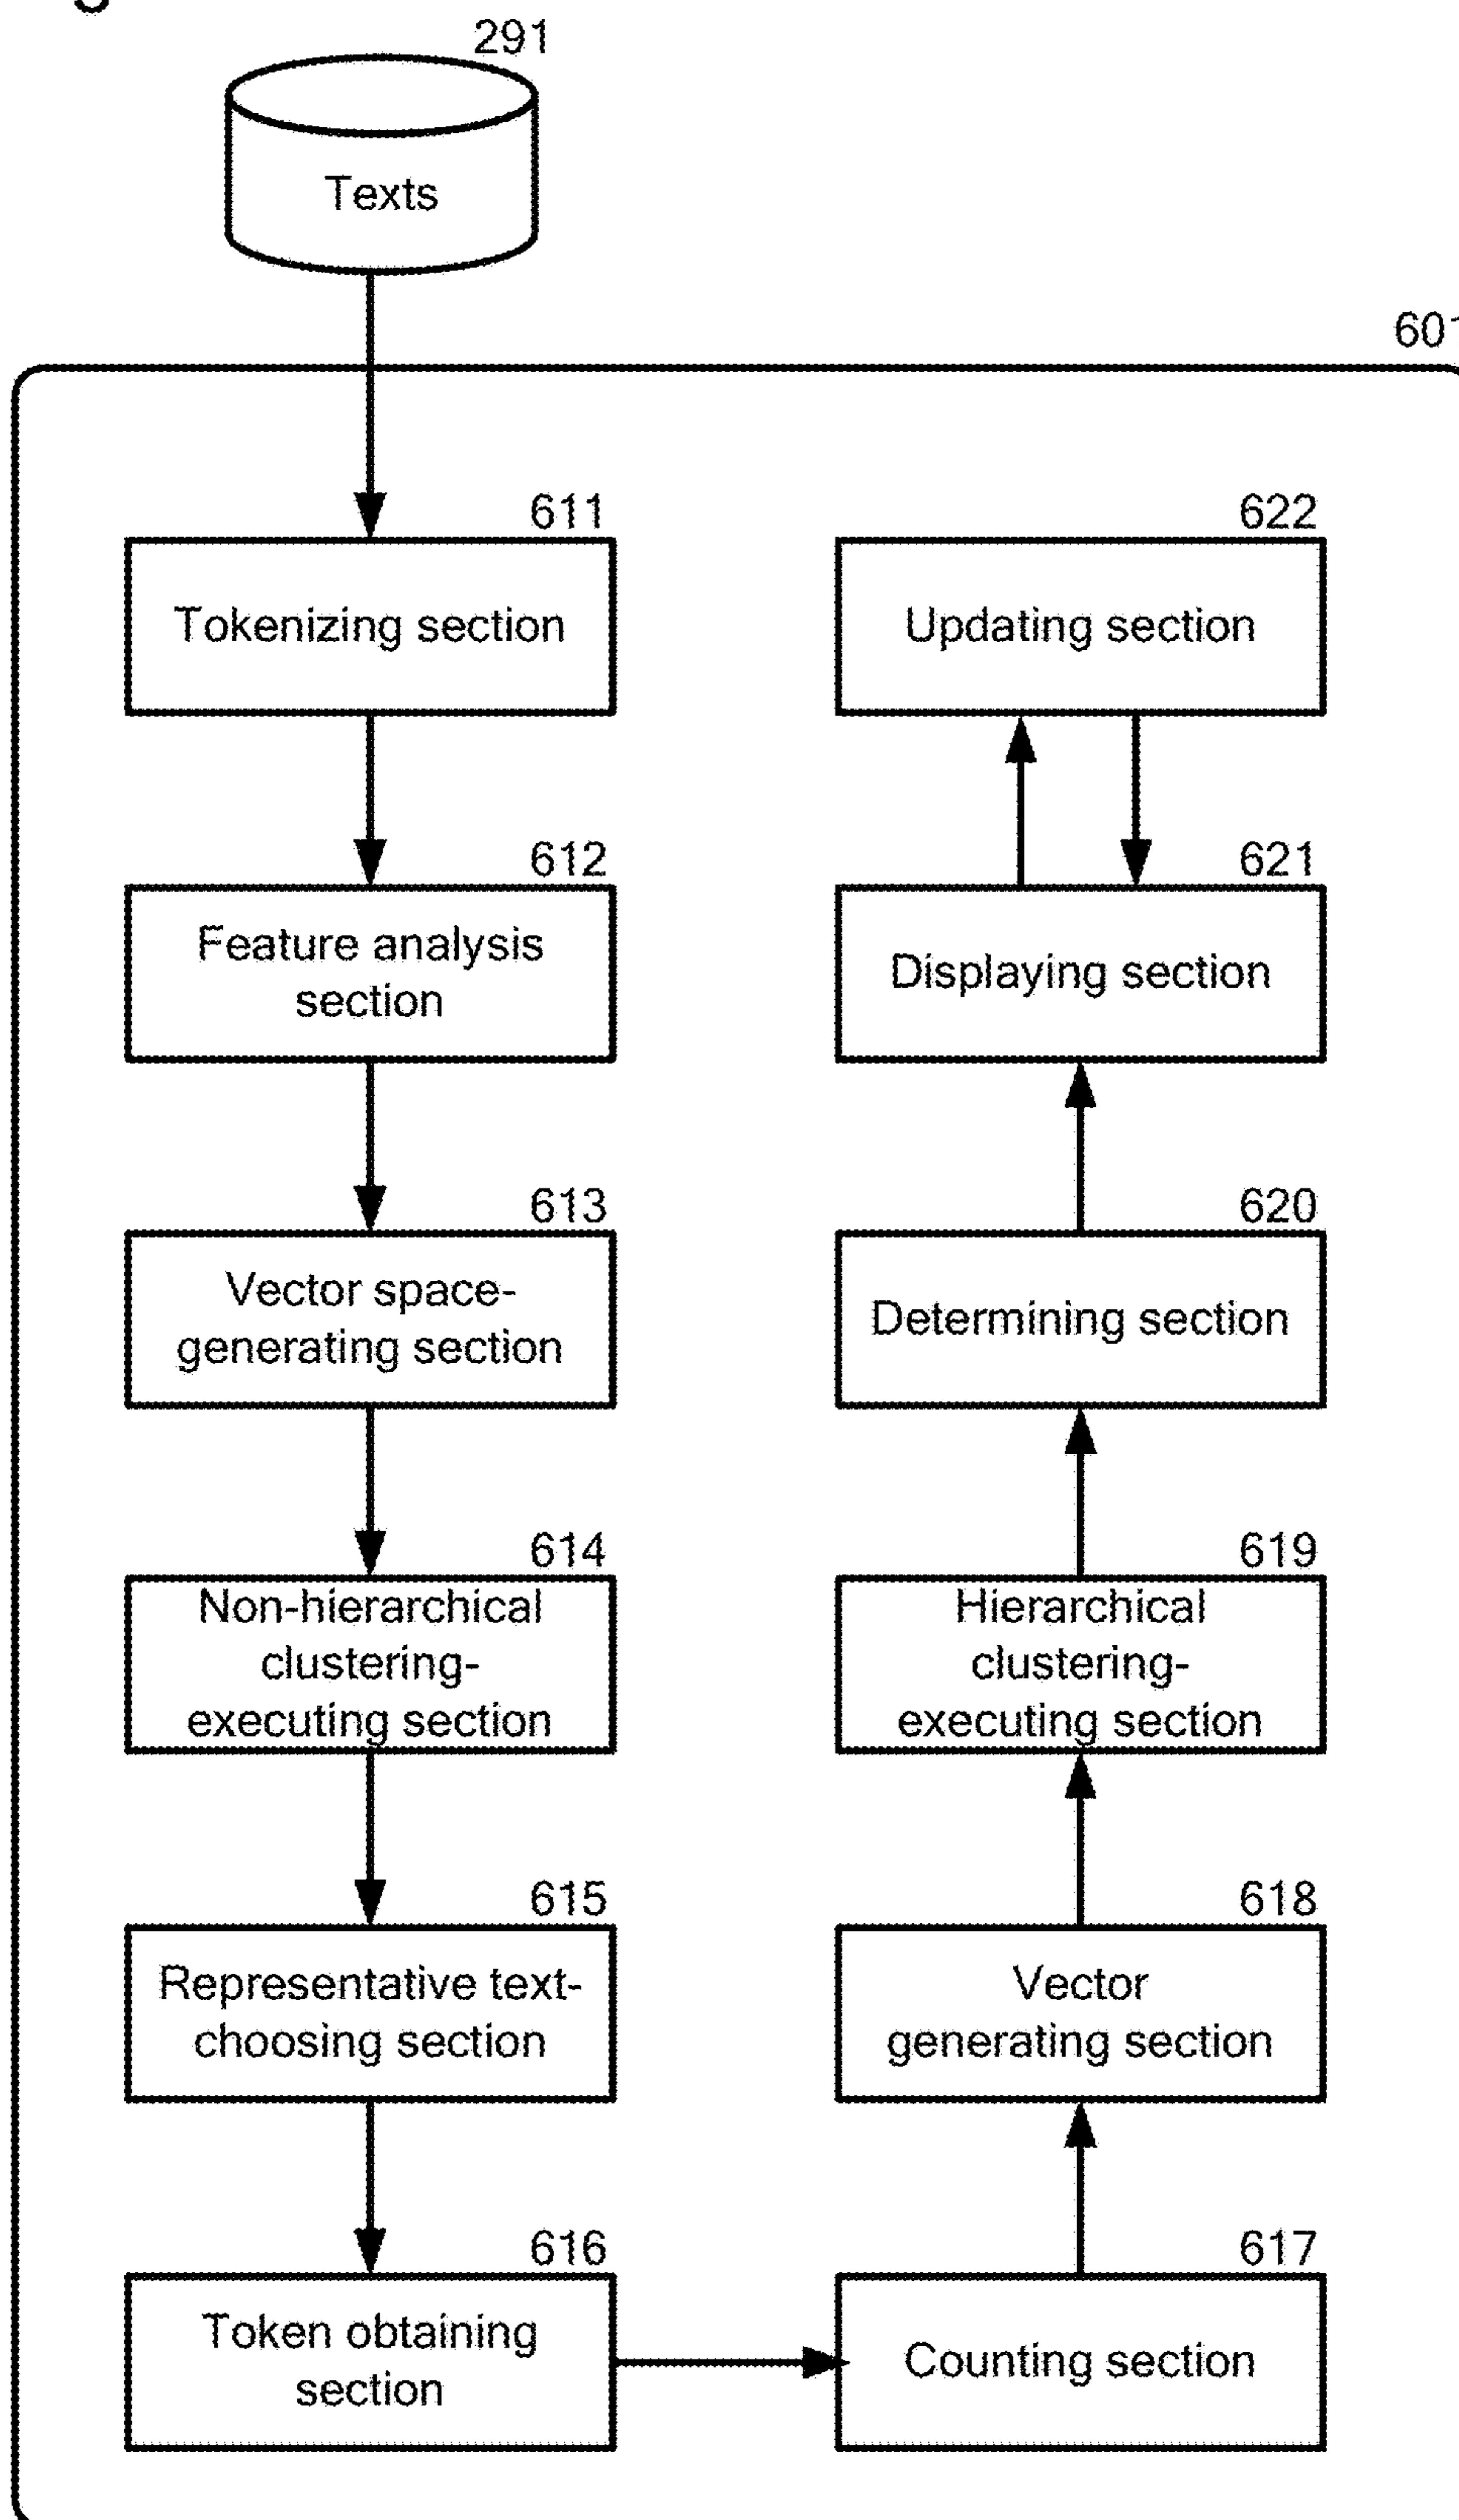 291
Texts
601
611
Tokenizing section
612
Feature analysis
section
613
Vector space-
generating section
614
Non-hierarchical
clustering-
executing section
615
Representative text-
choosing section
616
Token obtaining
section
622
Updating section
621
Displaying section
620
Determining section
619
Hierarchical
clustering-
executing section
618
Vector
generating section
617
Counting section